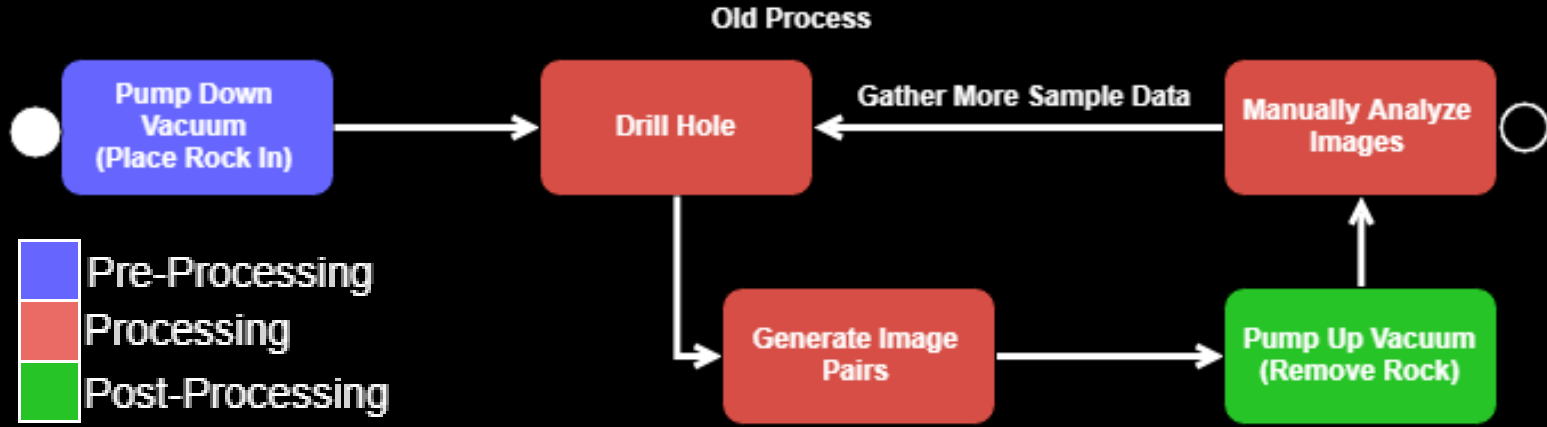 Old Process
Pump Down
Vacuum
(Place Rock In)
Drill Hole
Gather More Sample Data
Manually Analyze
Images
Pre-Processing
Processing
Post-Processing
Generate Image
Pairs
Pump Up Vacuum
(Remove Rock)